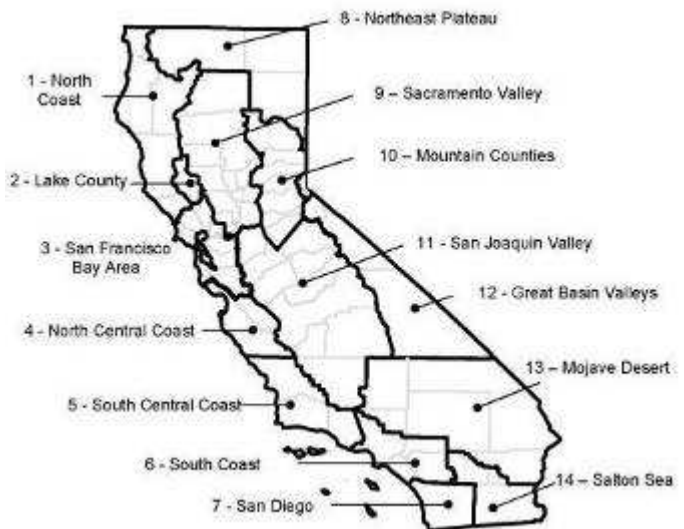 8 - Northeast Plateau
1 - North
Coast
9 – Sacramento Valley
10 – Mountain Counties
2 - Lake County
3 - San Francisco
Bay Area
11 - San Joaquin Valley
12 - Great Basin Valleys
4 - North Central Coast
13 – Mojave Desert
5 - South Central Coast
6 - South Coast
14 – Salton Sea
7 - San Diego